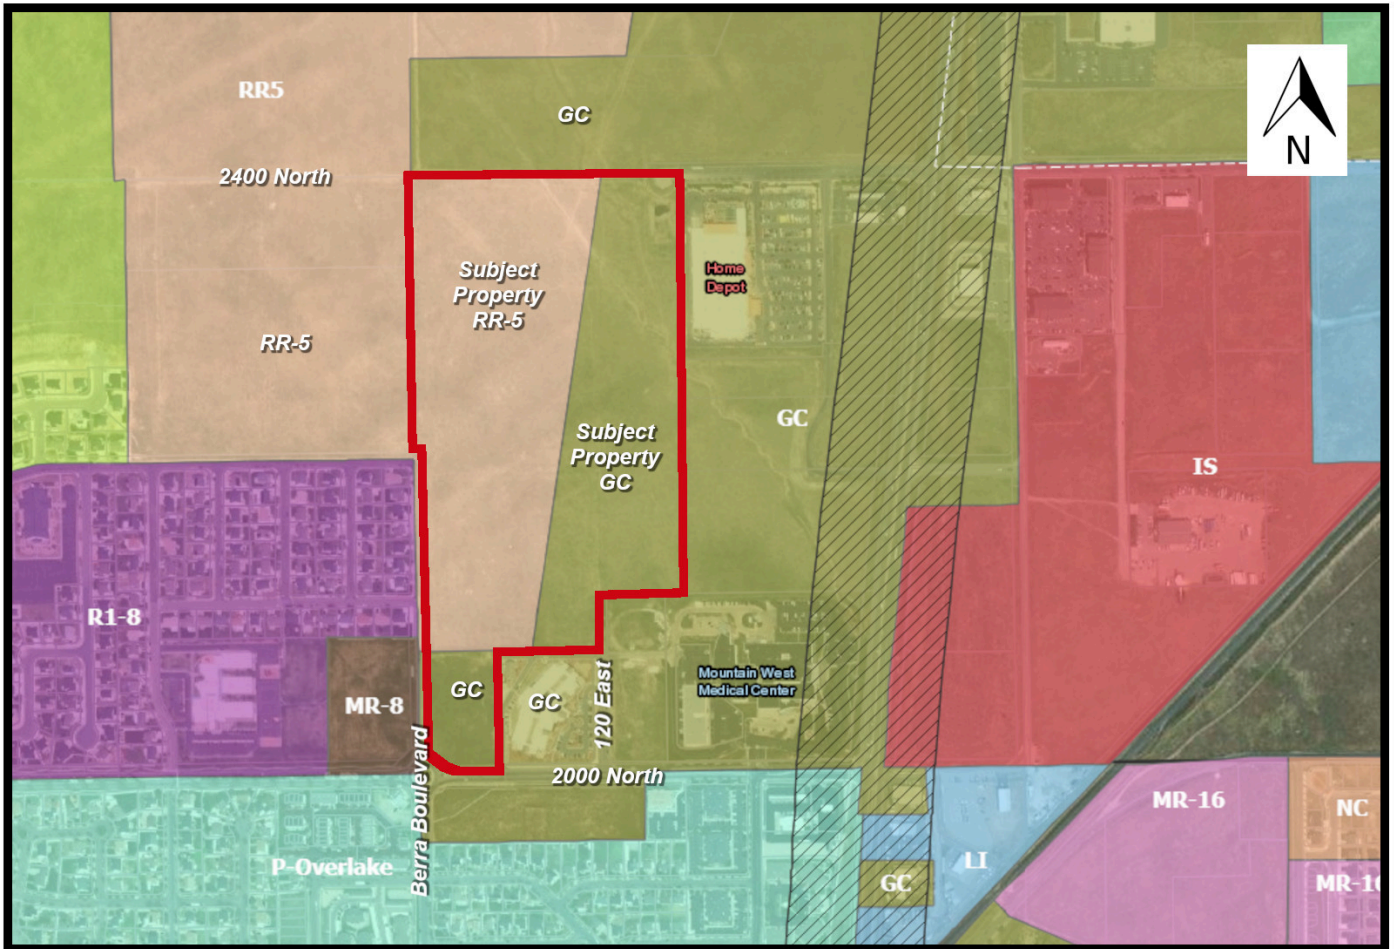 RR5
GC
N
2400 North
Subject
Property
RR-5
Home
Depot
RR-5
GC
Subject
Property
GC
IS
R1-8
MR-8
GC
GC
120 East
Mountain West
Medical Center
Berra Boulevard
2000 North
MR-16
NC
P-Overlake
LI
GC
MR-16